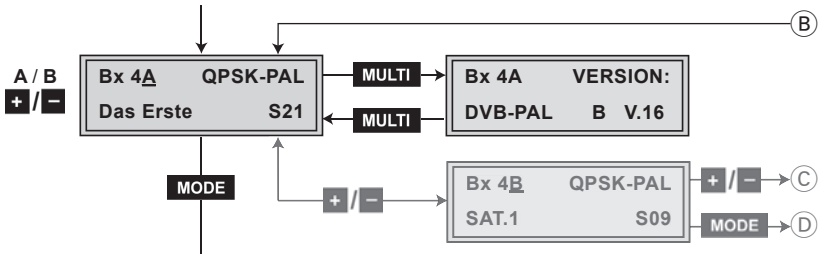 B
A / B
+ / −
Bx 4A QPSK-PAL
Das Erste S21
MULTI
MULTI
Bx 4A VERSION:
DVB-PAL B V.16
MODE
+ / −
Bx 4B QPSK-PAL
SAT.1 S09
+ / −
C
MODE
D